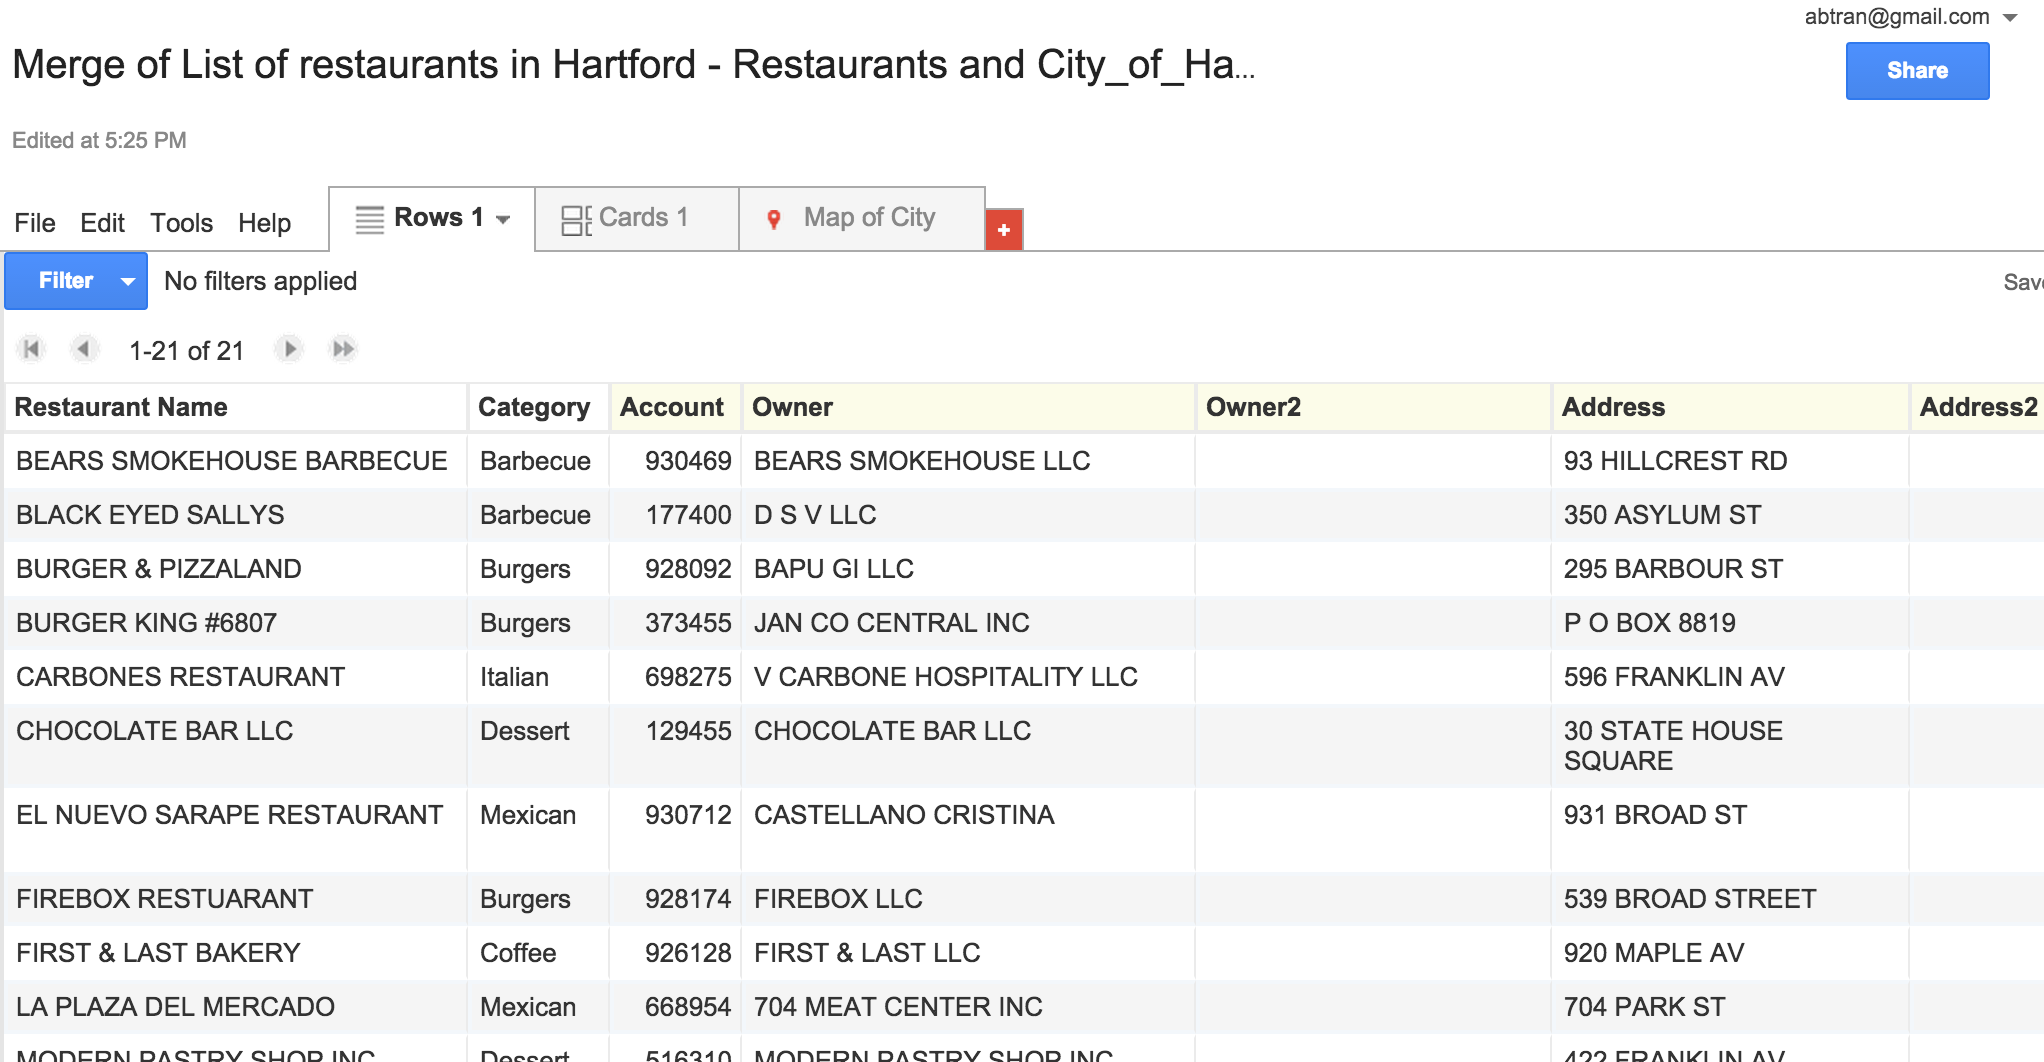 abtran@gmail.com
Merge of List of restaurants in Hartford - Restaurants and City_of_Ha...
Share
Edited at 5:25 PM
File Edit Tools Help Rows 1 Cards 1 Map of City +
Filter No filters applied Save
1-21 of 21
Restaurant Name Category Account Owner Owner2 Address Address2
BEARS SMOKEHOUSE BARBECUE Barbecue 930469 BEARS SMOKEHOUSE LLC 93 HILLCREST RD
BLACK EYED SALLYS Barbecue 177400 D S V LLC 350 ASYLUM ST
BURGER & PIZZALAND Burgers 928092 BAPU GI LLC 295 BARBOUR ST
BURGER KING #6807 Burgers 373455 JAN CO CENTRAL INC P O BOX 8819
CARBONES RESTAURANT Italian 698275 V CARBONE HOSPITALITY LLC 596 FRANKLIN AV
CHOCOLATE BAR LLC Dessert 129455 CHOCOLATE BAR LLC 30 STATE HOUSE
SQUARE
EL NUEVO SARAPE RESTAURANT Mexican 930712 CASTELLANO CRISTINA 931 BROAD ST
FIREBOX RESTUARANT Burgers 928174 FIREBOX LLC 539 BROAD STREET
FIRST & LAST BAKERY Coffee 926128 FIRST & LAST LLC 920 MAPLE AV
LA PLAZA DEL MERCADO Mexican 668954 704 MEAT CENTER INC 704 PARK ST
MODERN PASTRY SHOP INC Dessert 516310 MODERN PASTRY SHOP INC 422 FRANKLIN AV